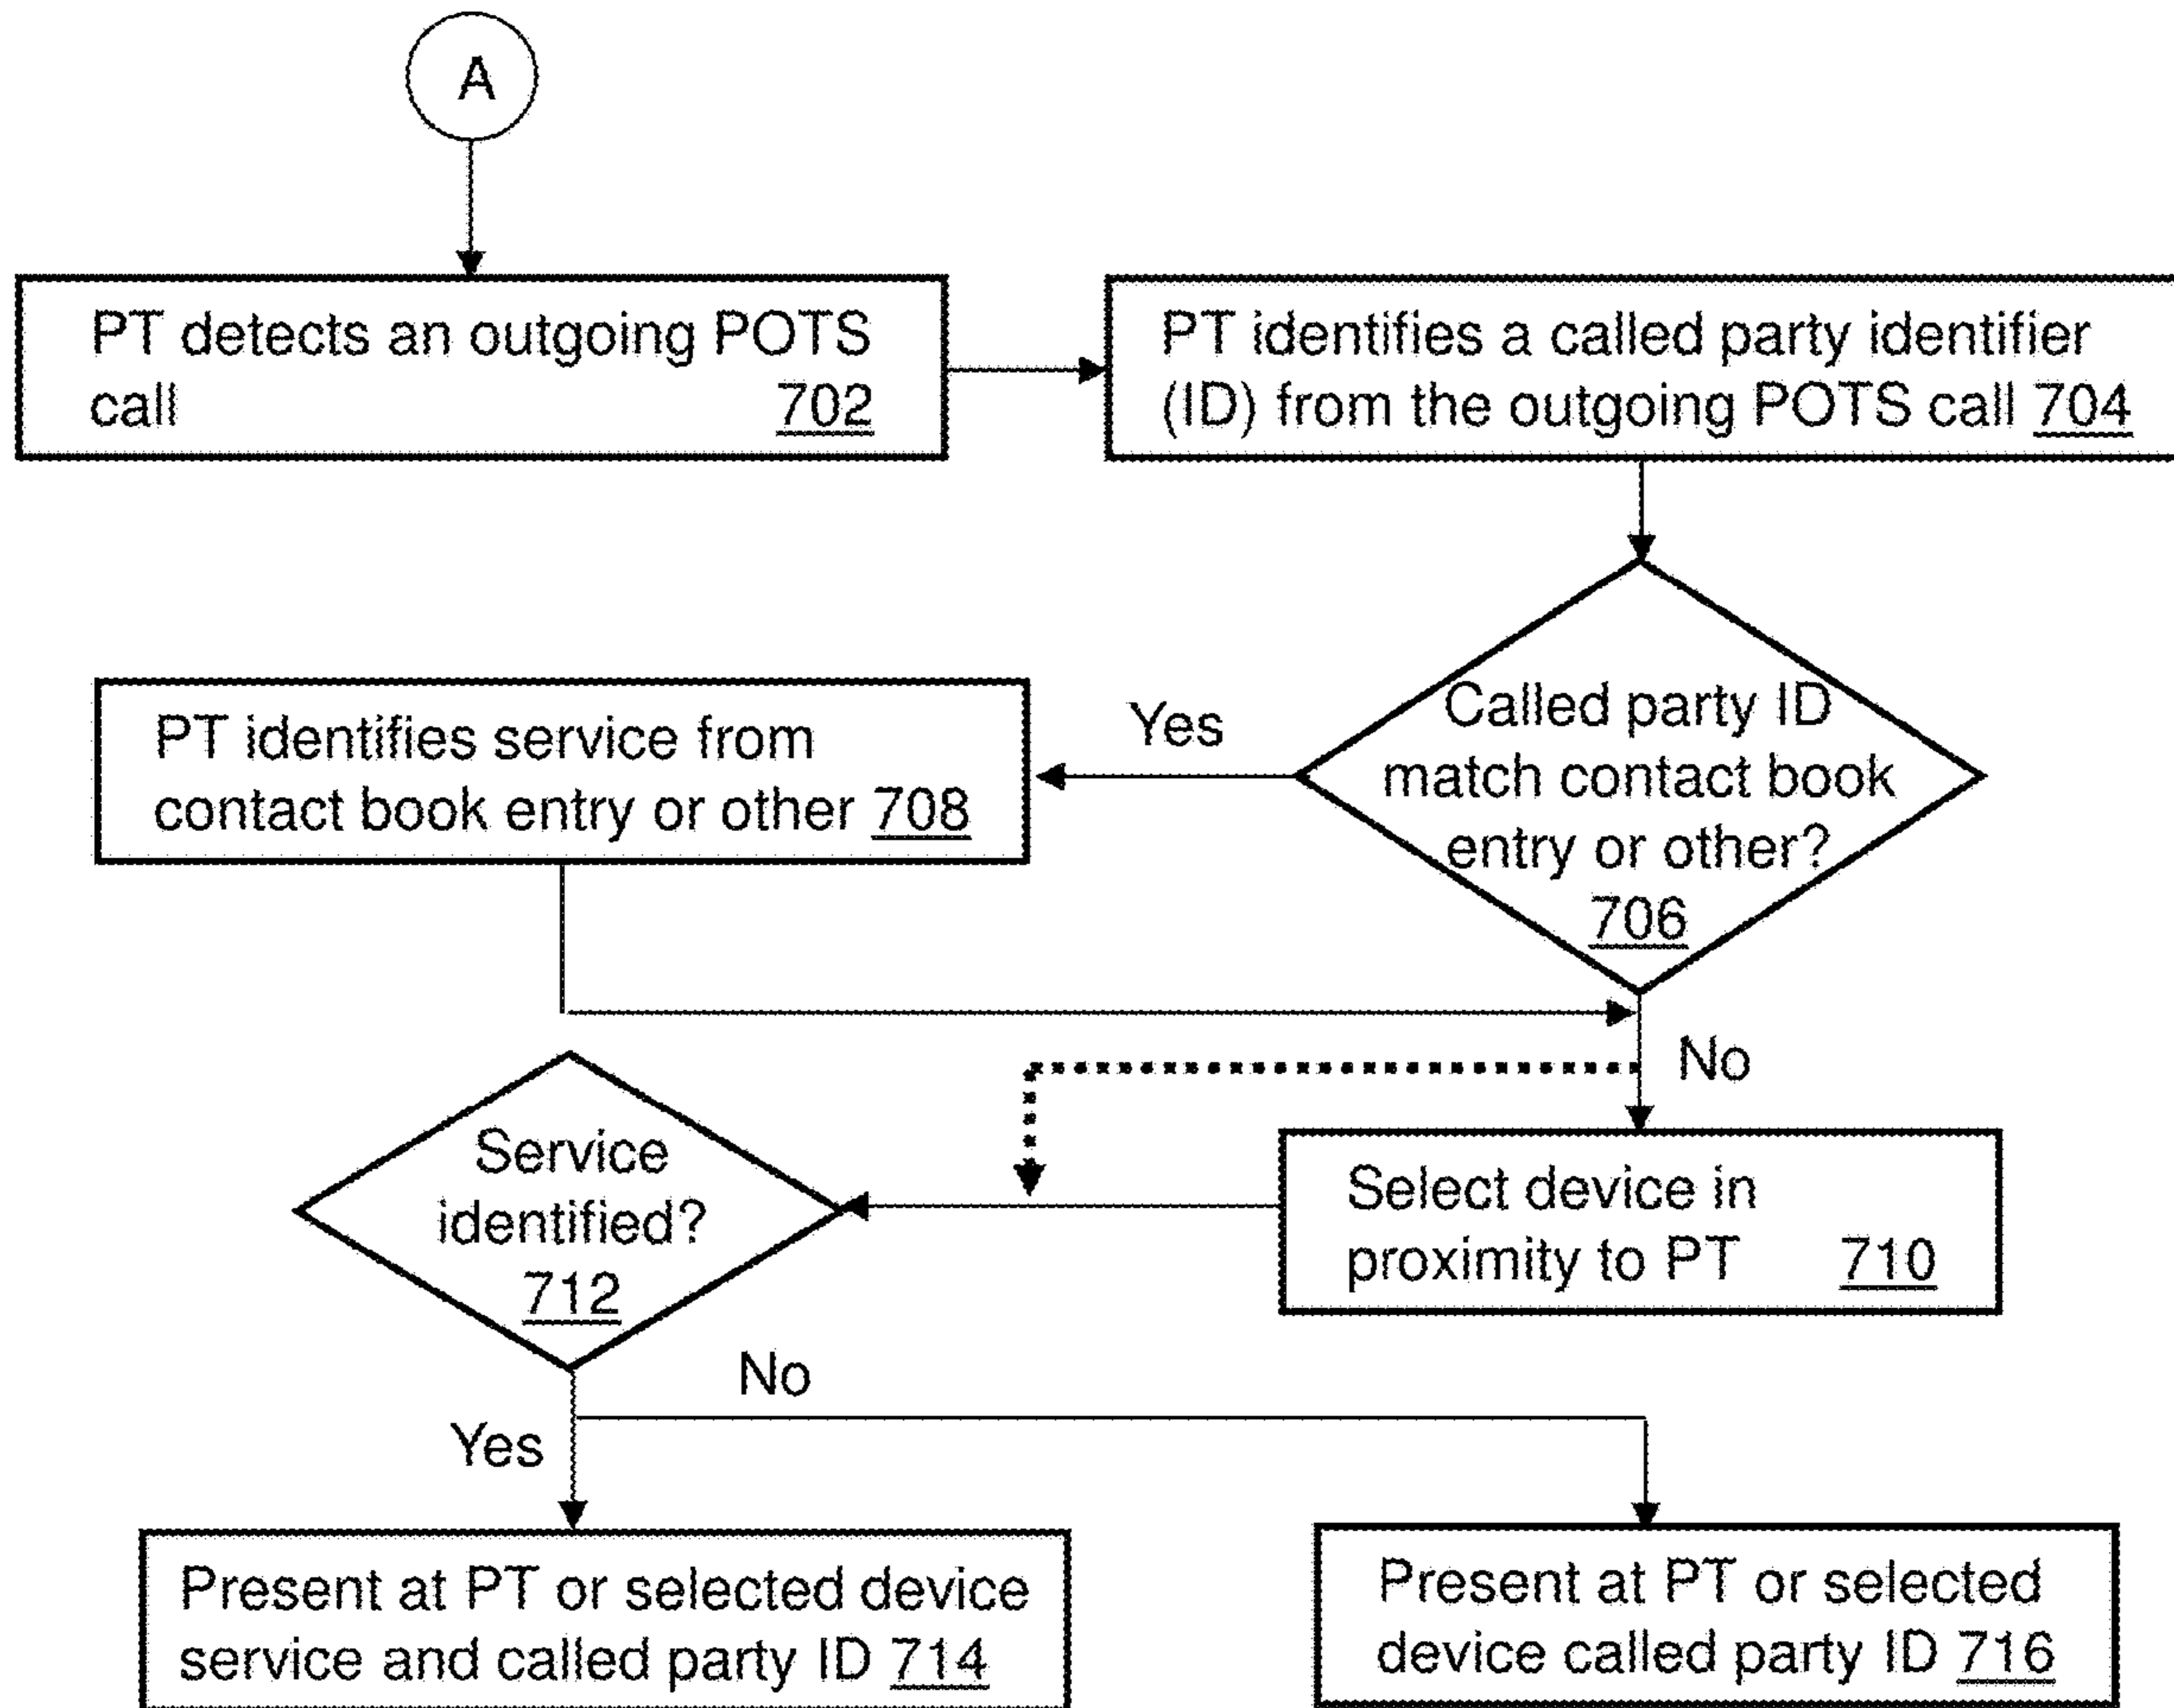 A
PT detects an outgoing POTS
call 702
PT identifies a called party identifier
(ID) from the outgoing POTS call 704
Called party ID
match contact book
entry or other?
706
Yes
PT identifies service from
contact book entry or other 708
No
Select device in
proximity to PT 710
Service
identified?
712
No
Yes
Present at PT or selected device
service and called party ID 714
Present at PT or selected
device called party ID 716